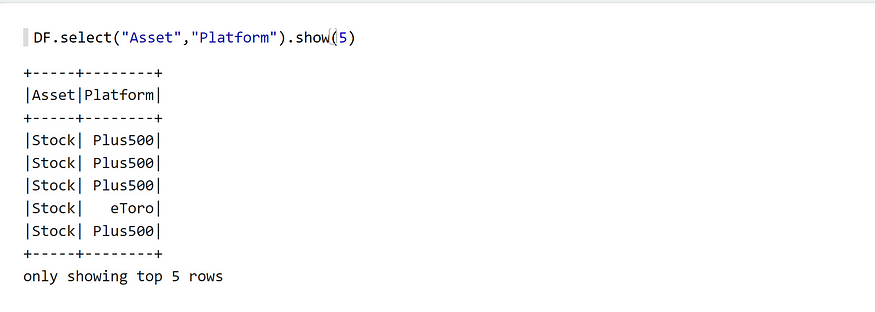 DF.select("Asset","Platform").show(5)
+-----+--------+
|Asset|Platform|
+-----+--------+
|Stock| Plus500|
|Stock| Plus500|
|Stock| Plus500|
|Stock|   eToro|
|Stock| Plus500|
+-----+--------+
only showing top 5 rows